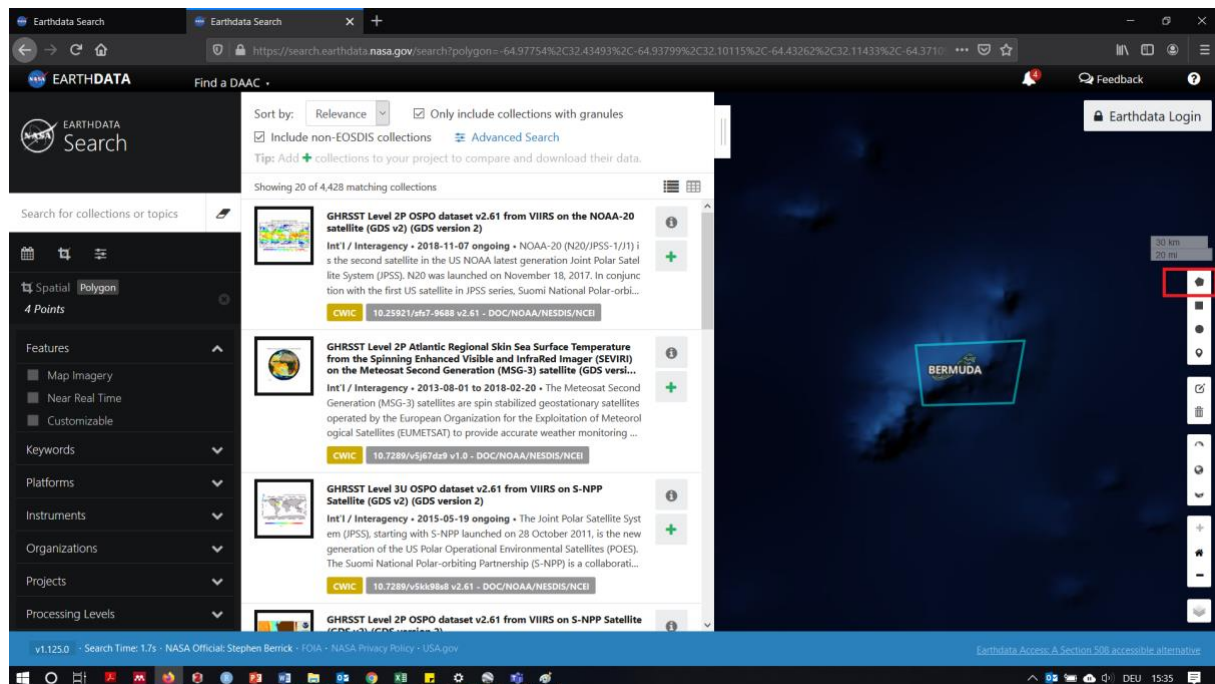 Earthdata Search
Earthdata Search
https://search.earthdata.nasa.gov/search?polygon=-64.97754%2C32.43493%2C-64.93799%2C32.10115%2C-64.43262%2C32.11433%2C-64.3710
EARTHDATA
Find a DAAC
4
Feedback
EARTHDATA
Search
NASA
Sort by: Relevance Only include collections with granules
Include non-EOSDIS collections Advanced Search
Tip: Add + collections to your project to compare and download their data.
Showing 20 of 4,428 matching collections
Earthdata Login
Search for collections or topics
Spatial Polygon
4 Points
Features
Map Imagery
Near Real Time
Customizable
Keywords
Platforms
Instruments
Organizations
Projects
Processing Levels
GHRSST Level 2P OSPO dataset v2.61 from VIIRS on the NOAA-20
satellite (GDS v2) (GDS version 2)
Int'l / Interagency • 2018-11-07 ongoing • NOAA-20 (N20/JPSS-1/J1) i
s the second satellite in the US NOAA latest generation Joint Polar Satel
lite System (JPSS). N20 was launched on November 18, 2017. In conjunc
tion with the first US satellite in JPSS series, Suomi National Polar-orbi...
CWIC 10.25921/sfs7-9688 v2.61 - DOC/NOAA/NESDIS/NCEI
GHRSST Level 2P Atlantic Regional Skin Sea Surface Temperature
from the Spinning Enhanced Visible and InfraRed Imager (SEVIRI)
on the Meteosat Second Generation (MSG-3) satellite (GDS versi...
Int'l / Interagency • 2013-08-01 to 2018-02-20 • The Meteosat Second
Generation (MSG-3) satellites are spin stabilized geostationary satellites
operated by the European Organization for the Exploitation of Meteorol
ogical Satellites (EUMETSAT) to provide accurate weather monitoring ...
CWIC 10.7289/v5j67dz9 v1.0 - DOC/NOAA/NESDIS/NCEI
GHRSST Level 3U OSPO dataset v2.61 from VIIRS on S-NPP
Satellite (GDS v2) (GDS version 2)
Int'l / Interagency • 2015-05-19 ongoing • The Joint Polar Satellite Syst
em (JPSS), starting with S-NPP launched on 28 October 2011, is the new
generation of the US Polar Operational Environmental Satellites (POES).
The Suomi National Polar-orbiting Partnership (S-NPP) is a collaborati...
CWIC 10.7289/v5kk98s8 v2.61 - DOC/NOAA/NESDIS/NCEI
GHRSST Level 2P OSPO dataset v2.61 from VIIRS on S-NPP Satellite
30 km
20 mi
BERMUDA
v1.125.0 • Search Time: 1.7s • NASA Official: Stephen Berrick • FOIA • NASA Privacy Policy • USA.gov
Earthdata Access: A Section 508 accessible alternative
DEU 15:35